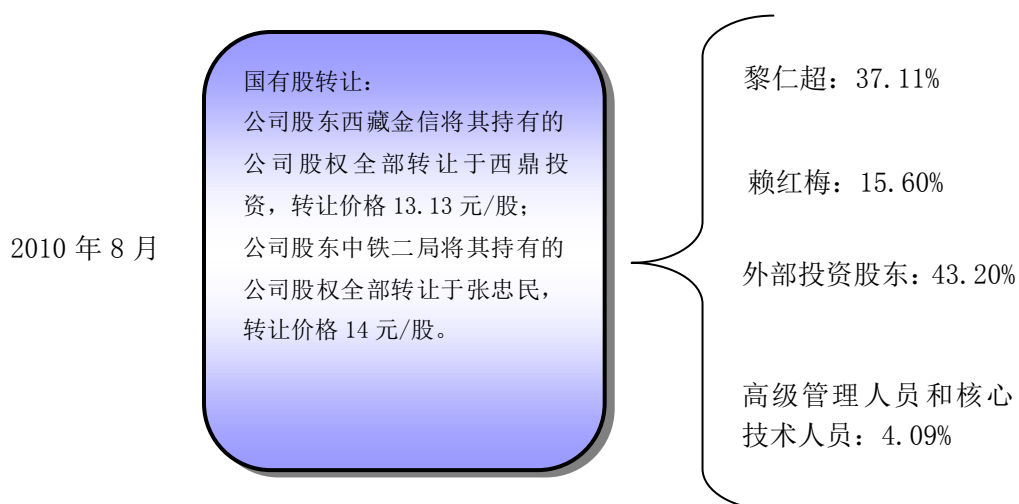 2010 年 8 月
国有股转让：
公司股东西藏金信将其持有的
公司股权全部转让于西鼎投
资，转让价格 13.13 元/股；
公司股东中铁二局将其持有的
公司股权全部转让于张忠民，
转让价格 14 元/股。
黎仁超：37.11%
赖红梅：15.60%
外部投资股东：43.20%
高级管理人员和核心
技术人员：4.09%